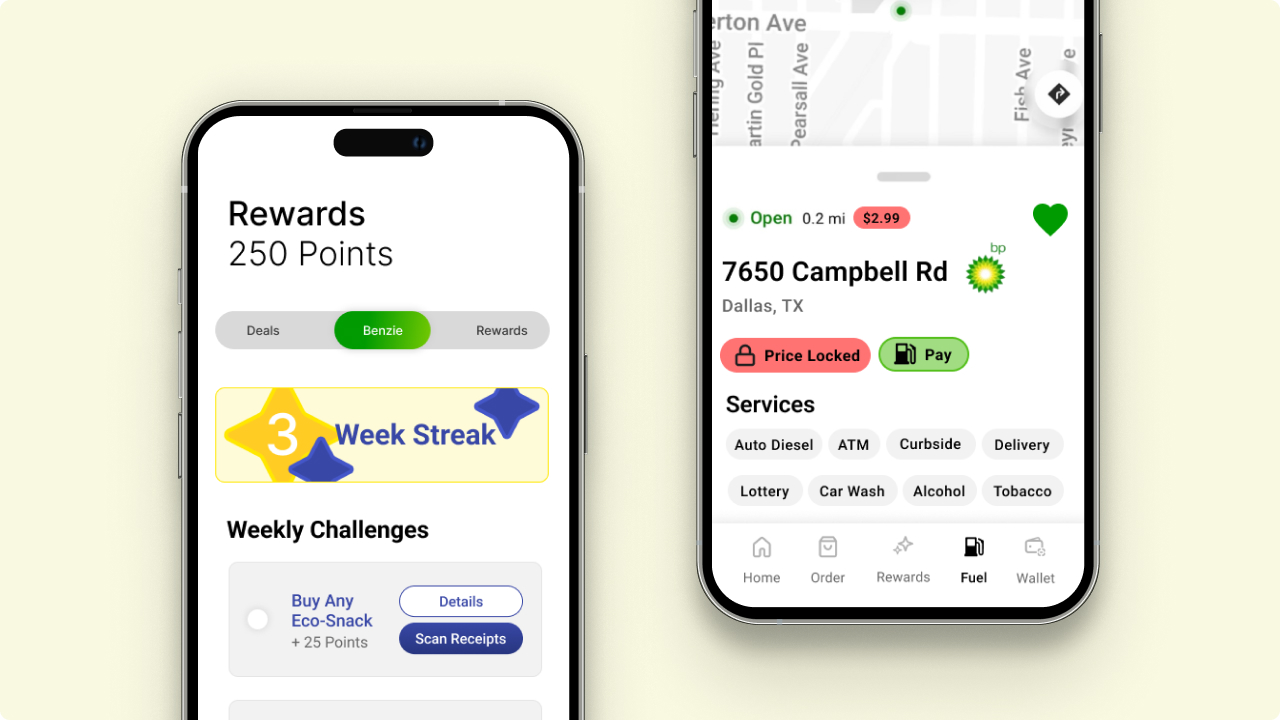 Rewards
250 Points
Deals
Benzie
Rewards
3
Week Streak
Weekly Challenges
Buy Any
Eco-Snack
+ 25 Points
Details
Scan Receipts
erton Ave
artin Gold Pl
Pearsall Ave
Fish Ave
Open 0.2 mi $2.99
bp
7650 Campbell Rd
Dallas, TX
Price Locked
Pay
Services
Auto Diesel
ATM
Curbside
Delivery
Lottery
Car Wash
Alcohol
Tobacco
Home
Order
Rewards
Fuel
Wallet